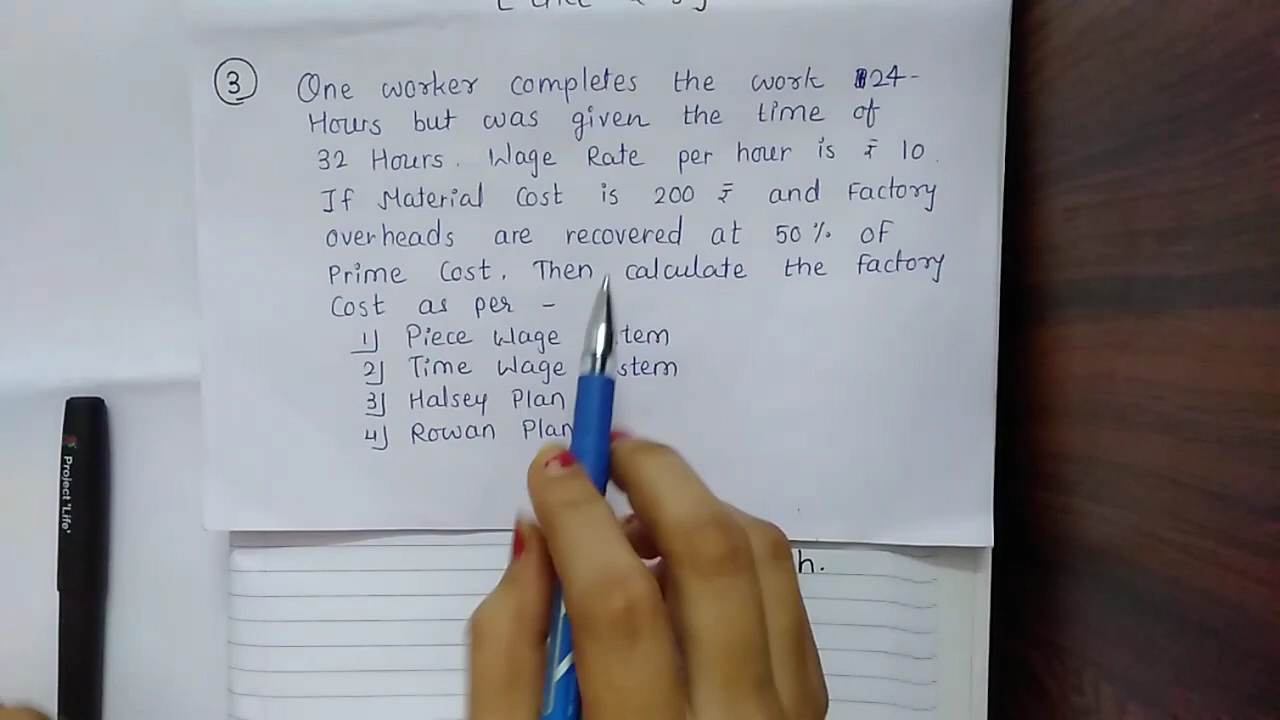 3 One worker completes the work 24-
Hours but was given the time of
32 Hours. Wage Rate per hour is ₹ 10.
If Material Cost is 200 ₹ and Factory
overheads are recovered at 50% of
Prime Cost. Then calculate the factory
Cost as per -
1) Piece Wage tem
2) Time Wage stem
3) Halsey Plan
4) Rowan Plan
h.
Project 'Life'